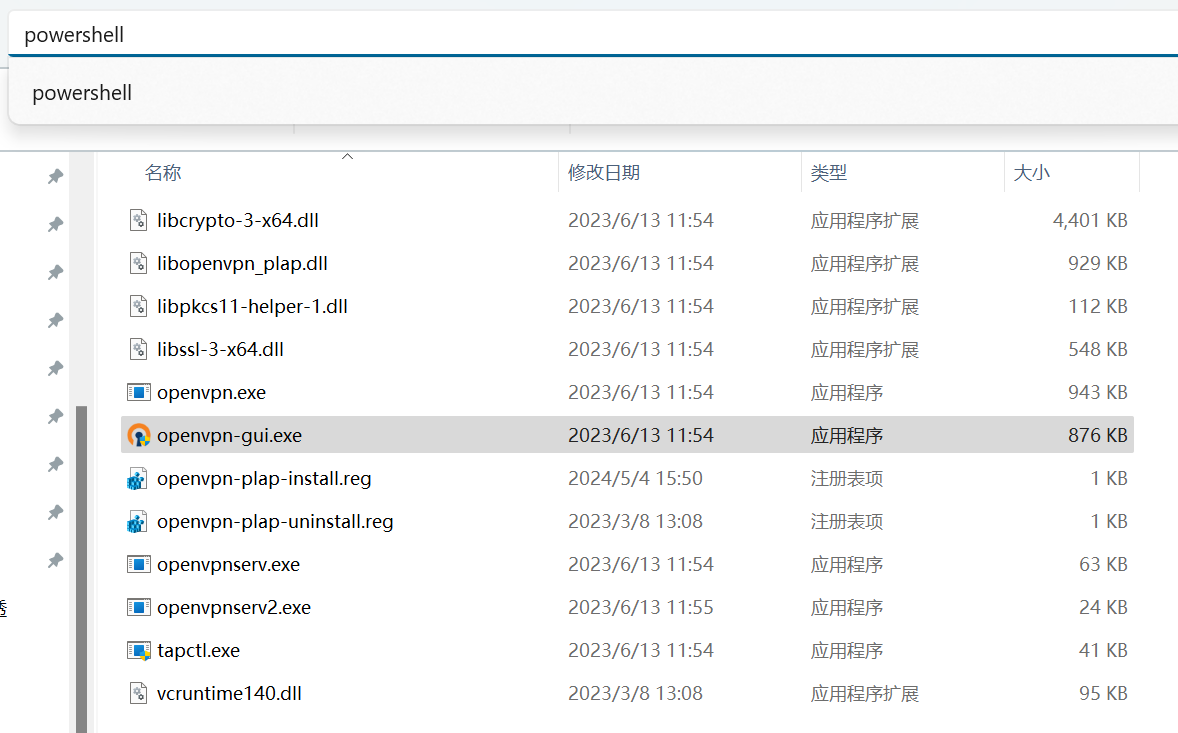 powershell
powershell
名称 修改日期 类型 大小
libcrypto-3-x64.dll 2023/6/13 11:54 应用程序扩展 4,401 KB
libopenvpn_plap.dll 2023/6/13 11:54 应用程序扩展 929 KB
libpkcs11-helper-1.dll 2023/6/13 11:54 应用程序扩展 112 KB
libssl-3-x64.dll 2023/6/13 11:54 应用程序扩展 548 KB
openvpn.exe 2023/6/13 11:54 应用程序 943 KB
openvpn-gui.exe 2023/6/13 11:54 应用程序 876 KB
openvpn-plap-install.reg 2024/5/4 15:50 注册表项 1 KB
openvpn-plap-uninstall.reg 2023/3/8 13:08 注册表项 1 KB
openvpnserv.exe 2023/6/13 11:54 应用程序 63 KB
openvpnserv2.exe 2023/6/13 11:55 应用程序 24 KB
tapctl.exe 2023/6/13 11:54 应用程序 41 KB
vcruntime140.dll 2023/3/8 13:08 应用程序扩展 95 KB